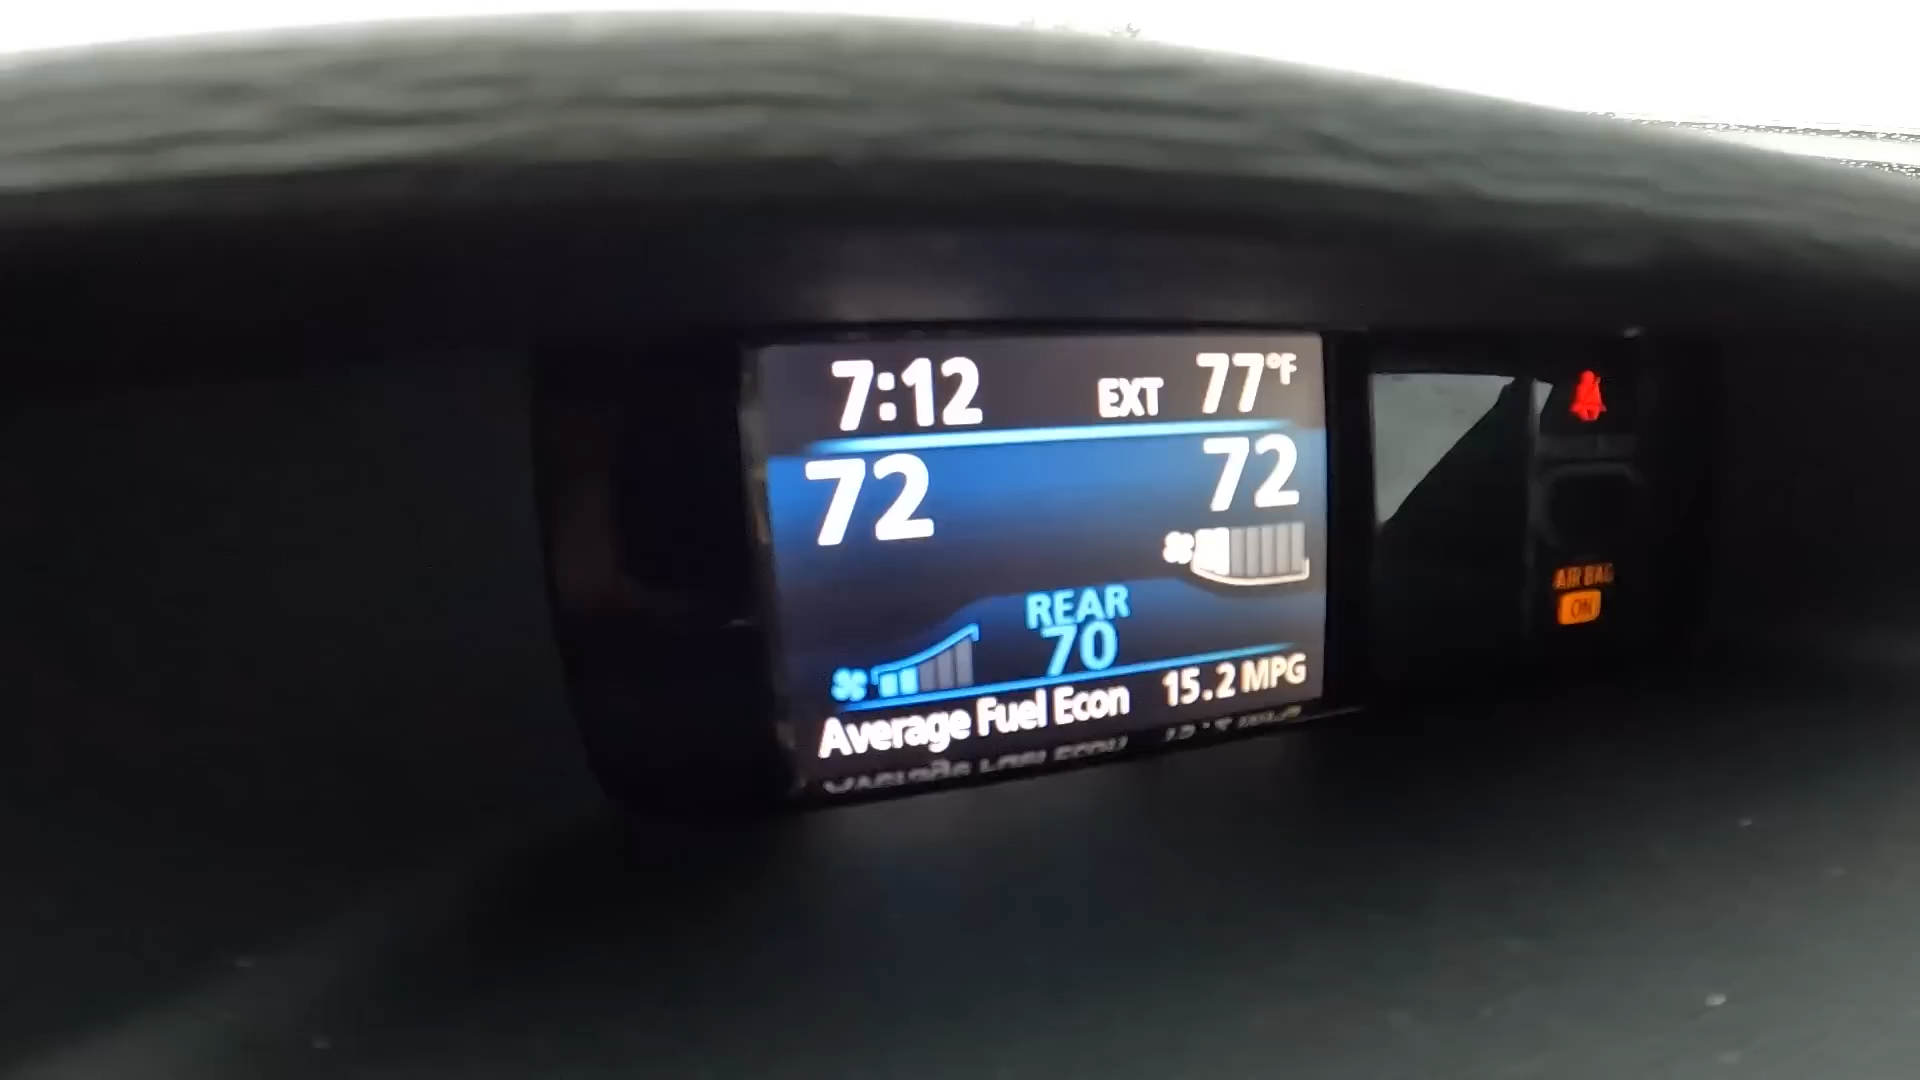 7:12 EXT 77°F
72 72
REAR
70
Average Fuel Econ 15.2 MPG
AIR BAG
ON